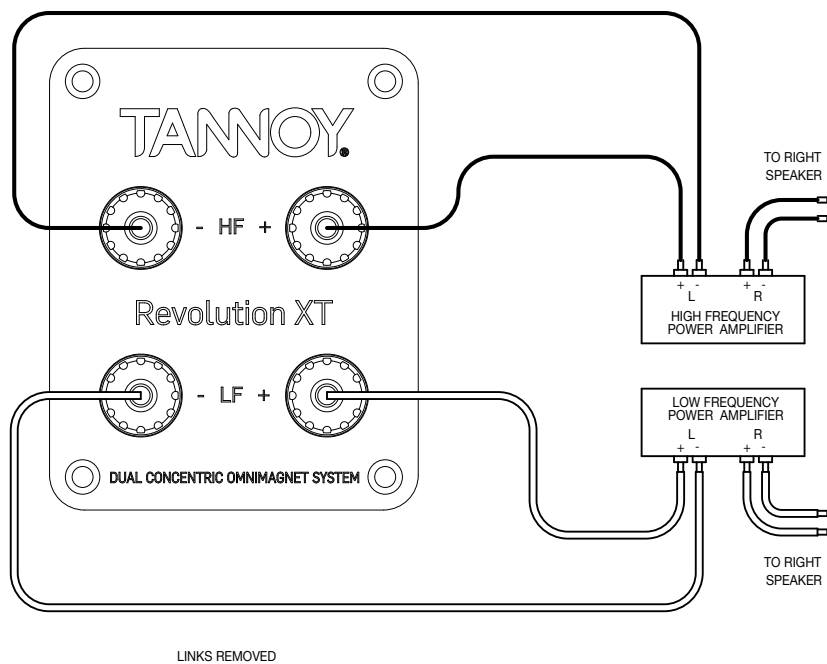 TANNOY®
TO RIGHT
SPEAKER
- HF +
+ - + -
L R
HIGH FREQUENCY
POWER AMPLIFIER
Revolution XT
- LF +
LOW FREQUENCY
POWER AMPLIFIER
L R
+ - + -
DUAL CONCENTRIC OMNIMAGNET SYSTEM
TO RIGHT
SPEAKER
LINKS REMOVED